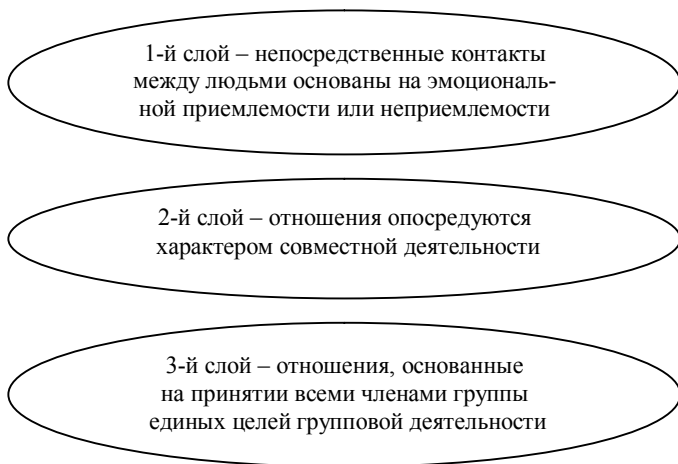 1-й слой – непосредственные контакты
между людьми основаны на эмоциональ-
ной приемлемости или неприемлемости
2-й слой – отношения опосредуются
характером совместной деятельности
3-й слой – отношения, основанные
на принятии всеми членами группы
единых целей групповой деятельности